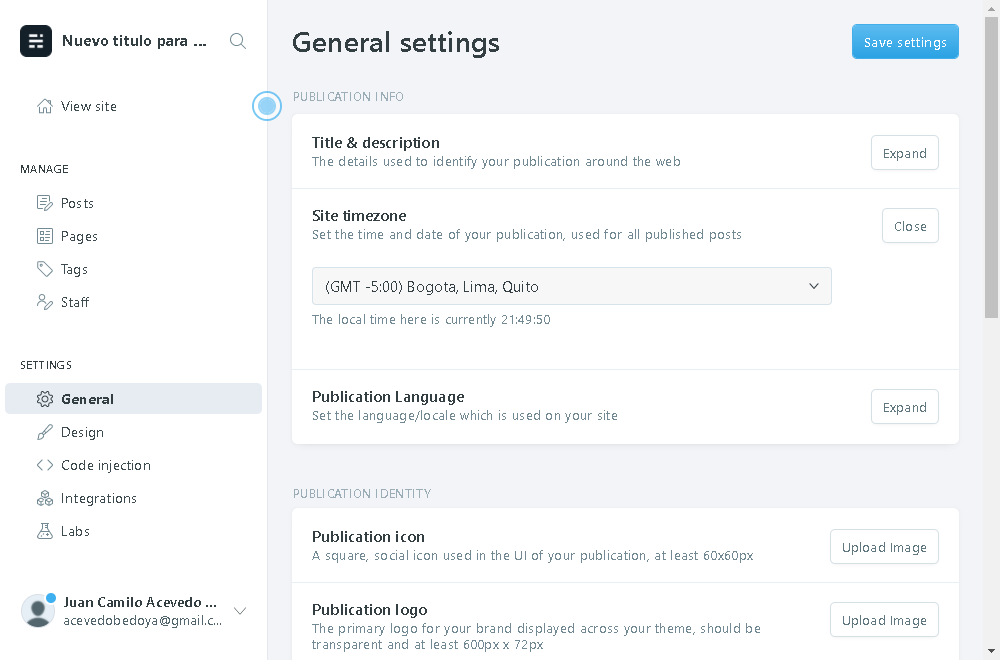 Nuevo titulo para ...
View site
MANAGE
Posts
Pages
Tags
Staff
SETTINGS
General
Design
Code injection
Integrations
Labs
Juan Camilo Acevedo ...
acevedobedoya@gmail.c...
General settings
Save settings
PUBLICATION INFO
Title & description
The details used to identify your publication around the web
Expand
Site timezone
Set the time and date of your publication, used for all published posts
Close
(GMT -5:00) Bogota, Lima, Quito
The local time here is currently 21:49:50
Publication Language
Set the language/locale which is used on your site
Expand
PUBLICATION IDENTITY
Publication icon
A square, social icon used in the UI of your publication, at least 60x60px
Upload Image
Publication logo
The primary logo for your brand displayed across your theme, should be
transparent and at least 600px x 72px
Upload Image